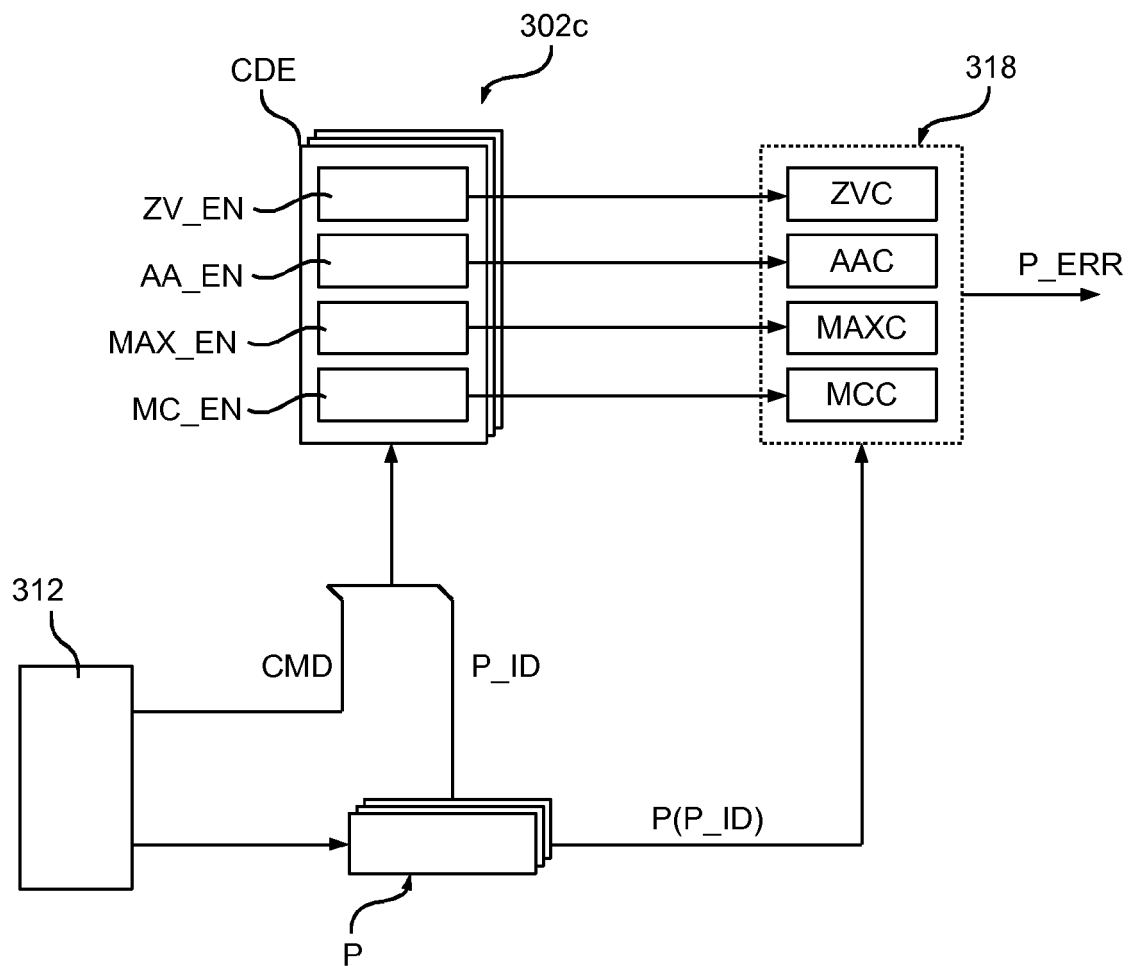 302c
CDE
318
ZV_EN
ZVC
AA_EN
AAC
P_ERR
MAX_EN
MAXC
MC_EN
MCC
312
CMD
P_ID
P(P_ID)
P